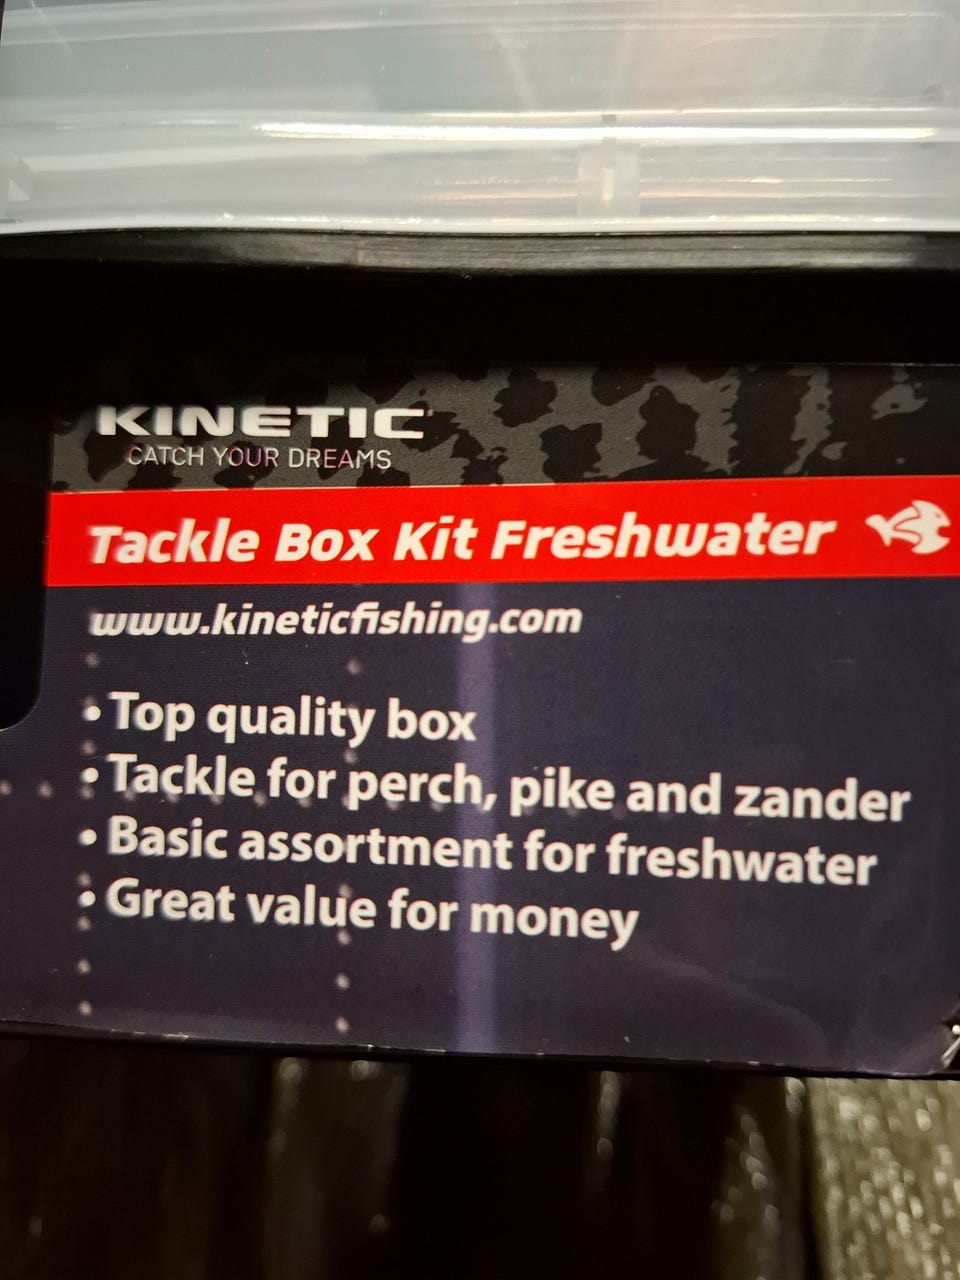 KINETIC
CATCH YOUR DREAMS
Tackle Box Kit Freshwater
www.kineticfishing.com
• Top quality box
• Tackle for perch, pike and zander
• Basic assortment for freshwater
• Great value for money